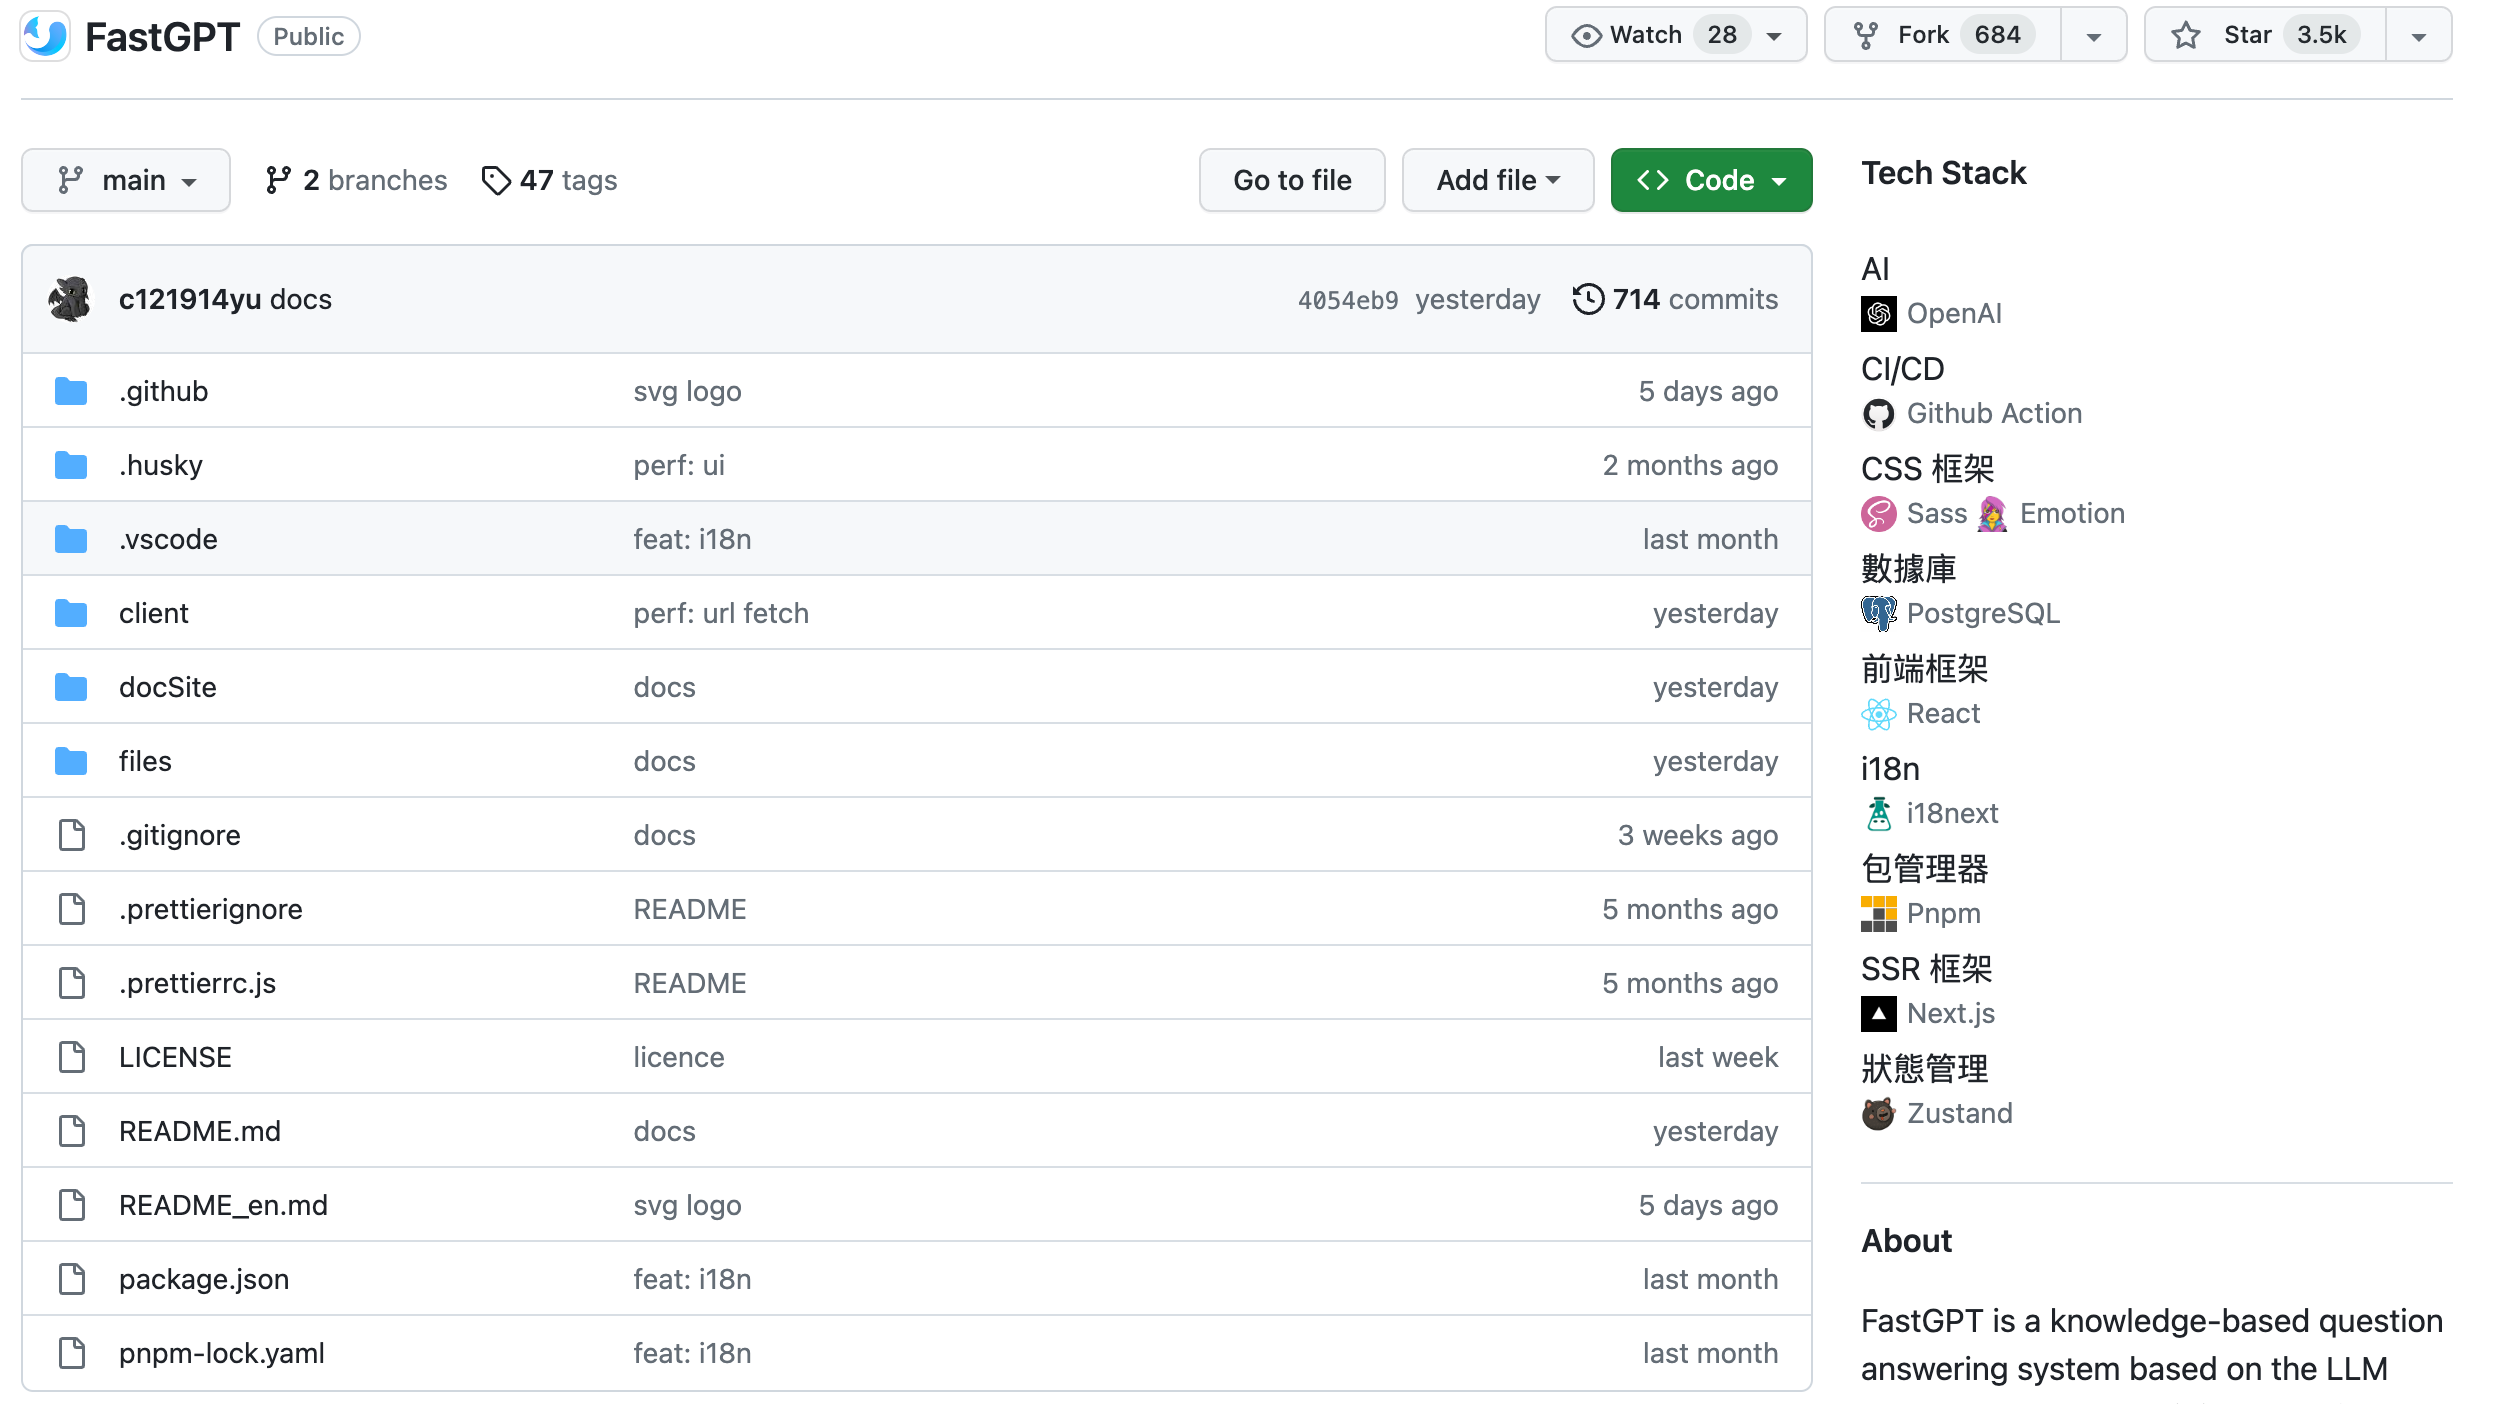 FastGPT Public Watch 28 Fork 684 Star 3.5k
main 2 branches 47 tags Go to file Add file Code
c121914yu docs 4054eb9 yesterday 714 commits
.github svg logo 5 days ago
.husky perf: ui 2 months ago
.vscode feat: i18n last month
client perf: url fetch yesterday
docSite docs yesterday
files docs yesterday
.gitignore docs 3 weeks ago
.prettierignore README 5 months ago
.prettierrc.js README 5 months ago
LICENSE licence last week
README.md docs yesterday
README_en.md svg logo 5 days ago
package.json feat: i18n last month
pnpm-lock.yaml feat: i18n last month
Tech Stack
AI
OpenAI
CI/CD
Github Action
CSS 框架
Sass Emotion
數據庫
PostgreSQL
前端框架
React
i18n
i18next
包管理器
Pnpm
SSR 框架
Next.js
狀態管理
Zustand
About
FastGPT is a knowledge-based question
answering system based on the LLM